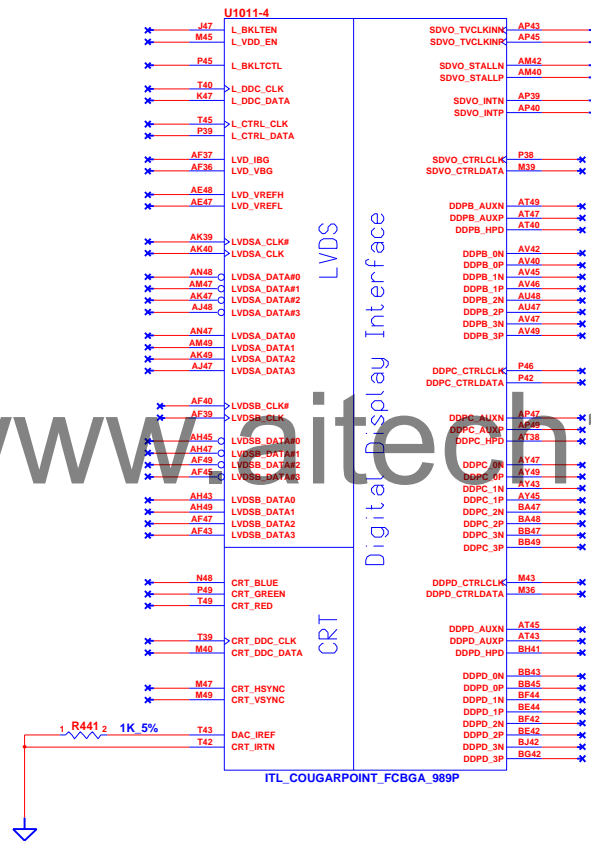 U1011-4
J47 L_BKLTEN
M45 L_VDD_EN
P45 L_BKLTCTL
T40 L_DDC_CLK
K47 L_DDC_DATA
T45 L_CTRL_CLK
P39 L_CTRL_DATA
AF37 LVD_IBG
AF36 LVD_VBG
AE48 LVD_VREFH
AE47 LVD_VREFL
AK39 LVDSA_CLK#
AK40 LVDSA_CLK
AN48 LVDSA_DATA#0
AM47 LVDSA_DATA#1
AK47 LVDSA_DATA#2
AJ48 LVDSA_DATA#3
AN47 LVDSA_DATA0
AM49 LVDSA_DATA1
AK49 LVDSA_DATA2
AJ47 LVDSA_DATA3
AF40 LVDSB_CLK#
AF39 LVDSB_CLK
AH45 LVDSB_DATA#0
AH47 LVDSB_DATA#1
AF49 LVDSB_DATA#2
AF45 LVDSB_DATA#3
AH43 LVDSB_DATA0
AH49 LVDSB_DATA1
AF47 LVDSB_DATA2
AF43 LVDSB_DATA3
N48 CRT_BLUE
P49 CRT_GREEN
T49 CRT_RED
T39 CRT_DDC_CLK
M40 CRT_DDC_DATA
M47 CRT_HSYNC
M49 CRT_VSYNC
1 R441 2 1K_5% T43 DAC_IREF
T42 CRT_IRTN
LVDS
CRT
Digital Display Interface
SDVO_TVCLKINN AP43
SDVO_TVCLKINP AP45
SDVO_STALLN AM42
SDVO_STALLP AM40
SDVO_INTN AP39
SDVO_INTP AP40
SDVO_CTRLCLK P38
SDVO_CTRLDATA M39
DDPB_AUXN AT49
DDPB_AUXP AT47
DDPB_HPD AT40
DDPB_0N AV42
DDPB_0P AV40
DDPB_1N AV45
DDPB_1P AV46
DDPB_2N AU48
DDPB_2P AU47
DDPB_3N AV47
DDPB_3P AV49
DDPC_CTRLCLK P46
DDPC_CTRLDATA P42
DDPC_AUXN AP47
DDPC_AUXP AP49
DDPC_HPD AT38
DDPC_0N AY47
DDPC_0P AY49
DDPC_1N AY43
DDPC_1P AY45
DDPC_2N BA47
DDPC_2P BA48
DDPC_3N BB47
DDPC_3P BB49
DDPD_CTRLCLK M43
DDPD_CTRLDATA M36
DDPD_AUXN AT45
DDPD_AUXP AT43
DDPD_HPD BH41
DDPD_0N BB43
DDPD_0P BB45
DDPD_1N BF44
DDPD_1P BE44
DDPD_2N BF42
DDPD_2P BE42
DDPD_3N BJ42
DDPD_3P BG42
ITL_COUGARPOINT_FCBGA_989P
www.aitech